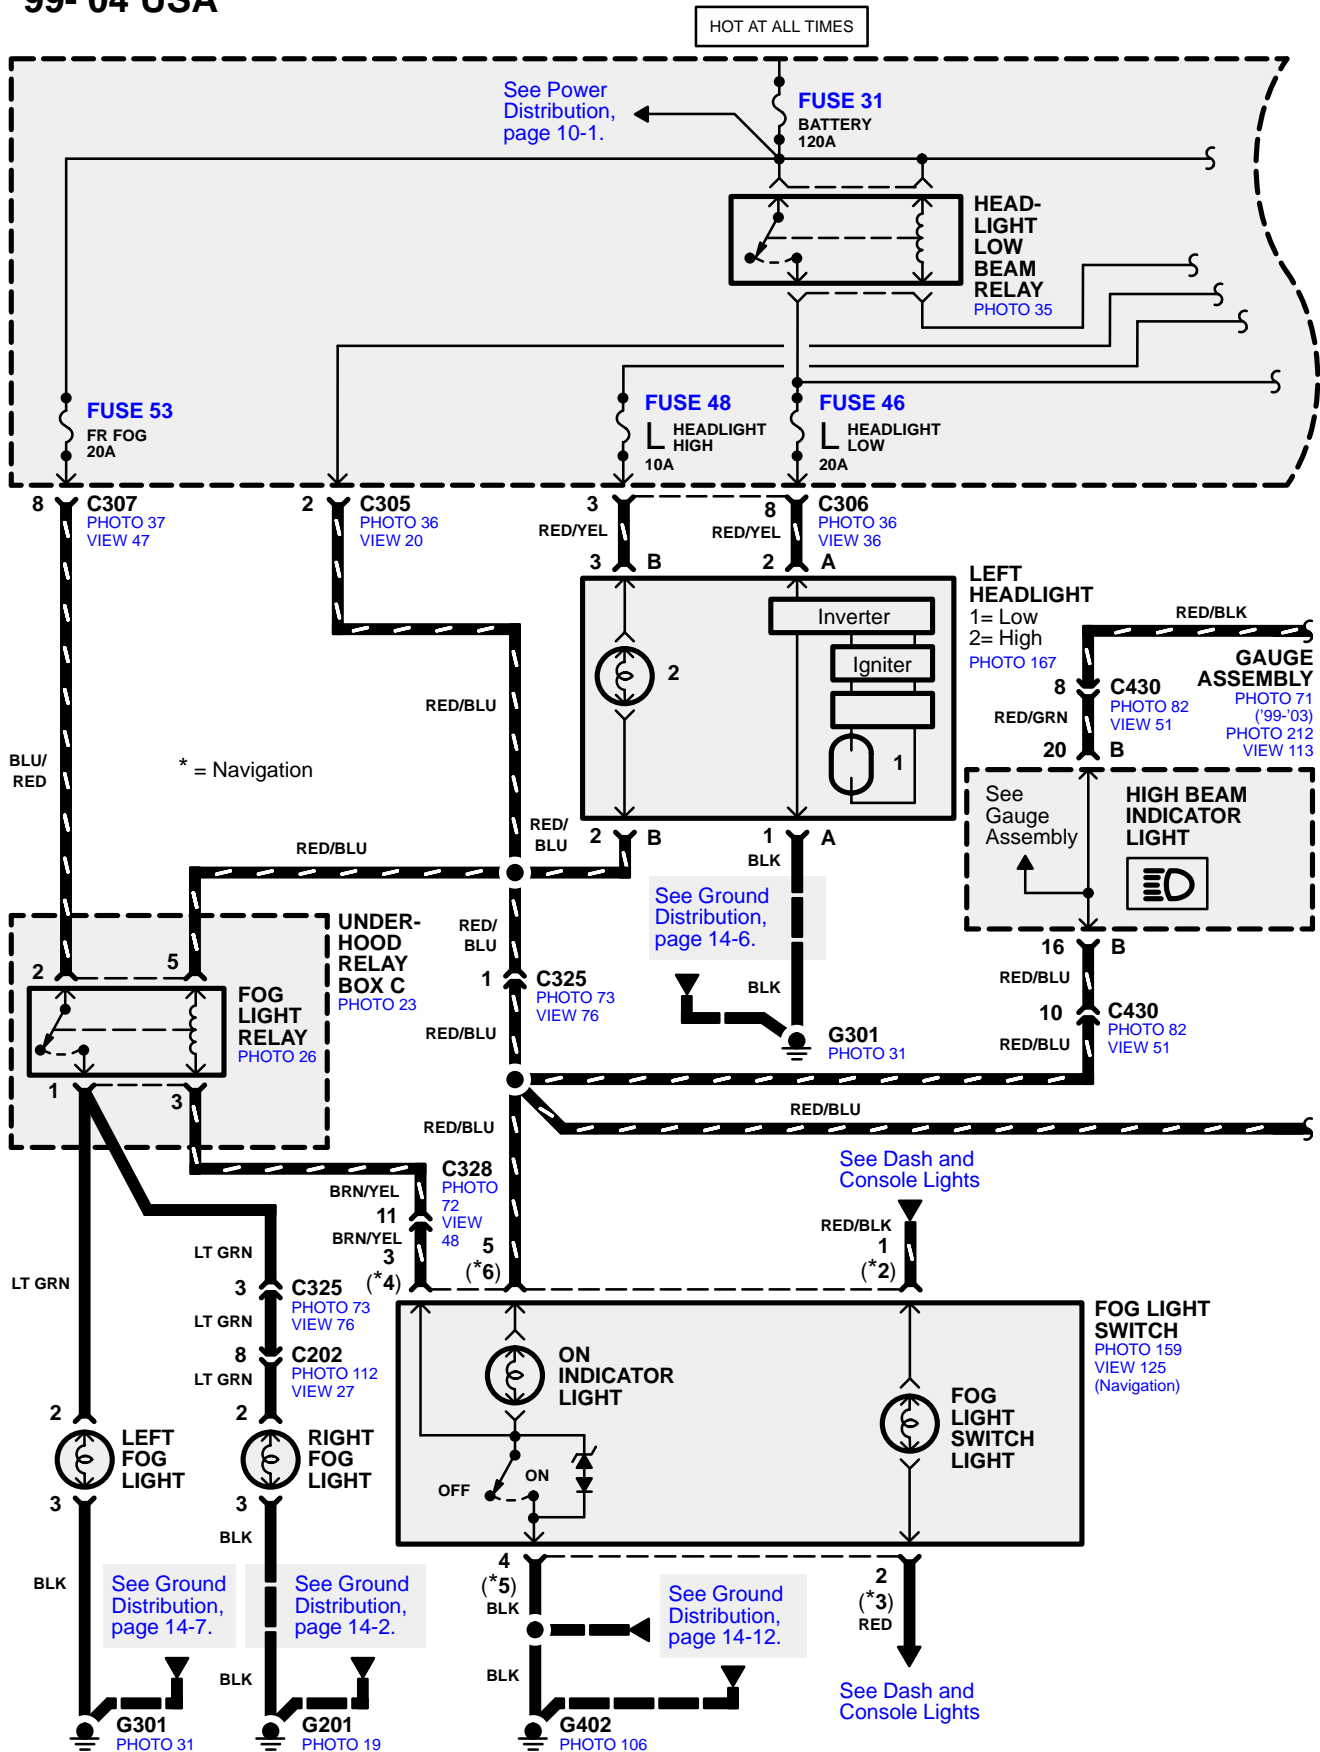 99-'04 USA
HOT AT ALL TIMES
See Power
Distribution,
page 10-1.
FUSE 31
BATTERY
120A
HEAD-
LIGHT
LOW
BEAM
RELAY
PHOTO 35
FUSE 53
FR FOG
20A
FUSE 48
L HEADLIGHT
HIGH
10A
FUSE 46
L HEADLIGHT
LOW
20A
8 C307
PHOTO 37
VIEW 47
2 C305
PHOTO 36
VIEW 20
3
8 C306
PHOTO 36
VIEW 36
RED/YEL
RED/YEL
3 B
2 A
LEFT
HEADLIGHT
1= Low
2= High
PHOTO 167
Inverter
Igniter
2
1
RED/BLK
GAUGE
ASSEMBLY
PHOTO 71
('99-'03)
PHOTO 212
VIEW 113
8 C430
PHOTO 82
VIEW 51
RED/GRN
20 B
RED/BLU
BLU/
RED
* = Navigation
See
Gauge
Assembly
HIGH BEAM
INDICATOR
LIGHT
RED/
BLU
2 B
1 A
BLK
RED/BLU
See Ground
Distribution,
page 14-6.
UNDER-
HOOD
RELAY
BOX C
PHOTO 23
RED/
BLU
16 B
RED/BLU
2
5
1 C325
PHOTO 73
VIEW 76
BLK
FOG
LIGHT
RELAY
PHOTO 26
RED/BLU
10 C430
PHOTO 82
VIEW 51
RED/BLU
G301
PHOTO 31
1
3
RED/BLU
RED/BLU
C328
PHOTO
72
VIEW
48
BRN/YEL
11
BRN/YEL
3
(*4)
5
(*6)
See Dash and
Console Lights
RED/BLK
1
(*2)
LT GRN
LT GRN
3 C325
PHOTO 73
VIEW 76
LT GRN
8 C202
PHOTO 112
VIEW 27
LT GRN
FOG LIGHT
SWITCH
PHOTO 159
VIEW 125
(Navigation)
ON
INDICATOR
LIGHT
FOG
LIGHT
SWITCH
LIGHT
2
2
LEFT
FOG
LIGHT
RIGHT
FOG
LIGHT
OFF
ON
3
3
BLK
BLK
See Ground
Distribution,
page 14-7.
See Ground
Distribution,
page 14-2.
4
(*5)
BLK
See Ground
Distribution,
page 14-12.
2
(*3)
RED
BLK
BLK
See Dash and
Console Lights
G301
PHOTO 31
G201
PHOTO 19
G402
PHOTO 106